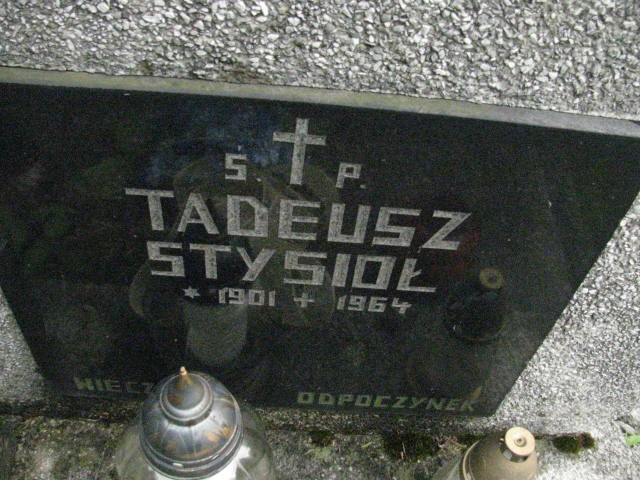 Ś. P.
TADEUSZ
STYSIOŁ
* 1901 + 1964
ODPOCZYNEK